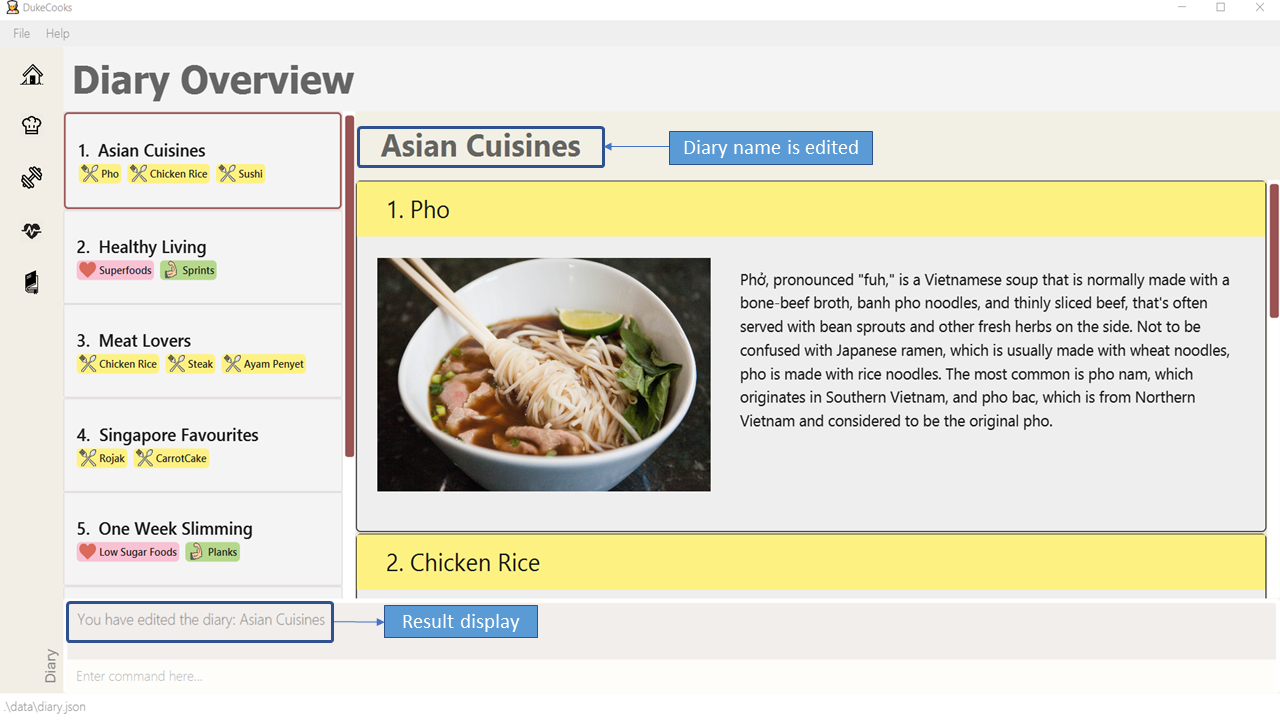 DukeCooks
File Help
Diary Overview
1. Asian Cuisines
Pho Chicken Rice Sushi
2. Healthy Living
Superfoods Sprints
3. Meat Lovers
Chicken Rice Steak Ayam Penyet
4. Singapore Favourites
Rojak CarrotCake
5. One Week Slimming
Low Sugar Foods Planks
Asian Cuisines
Diary name is edited
1. Pho
Phở, pronounced "fuh," is a Vietnamese soup that is normally made with a
bone-beef broth, banh pho noodles, and thinly sliced beef, that's often
served with bean sprouts and other fresh herbs on the side. Not to be
confused with Japanese ramen, which is usually made with wheat noodles,
pho is made with rice noodles. The most common is pho nam, which
originates in Southern Vietnam, and pho bac, which is from Northern
Vietnam and considered to be the original pho.
2. Chicken Rice
You have edited the diary: Asian Cuisines
Result display
Diary
Enter command here...
.\data\diary.json